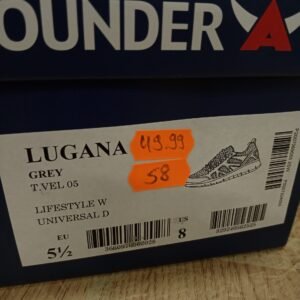 OUNDER A
LUGANA
GREY
T.VEL 05
49.99
58
LIFESTYLE W
UNIVERSAL D
EU
5½
US
8